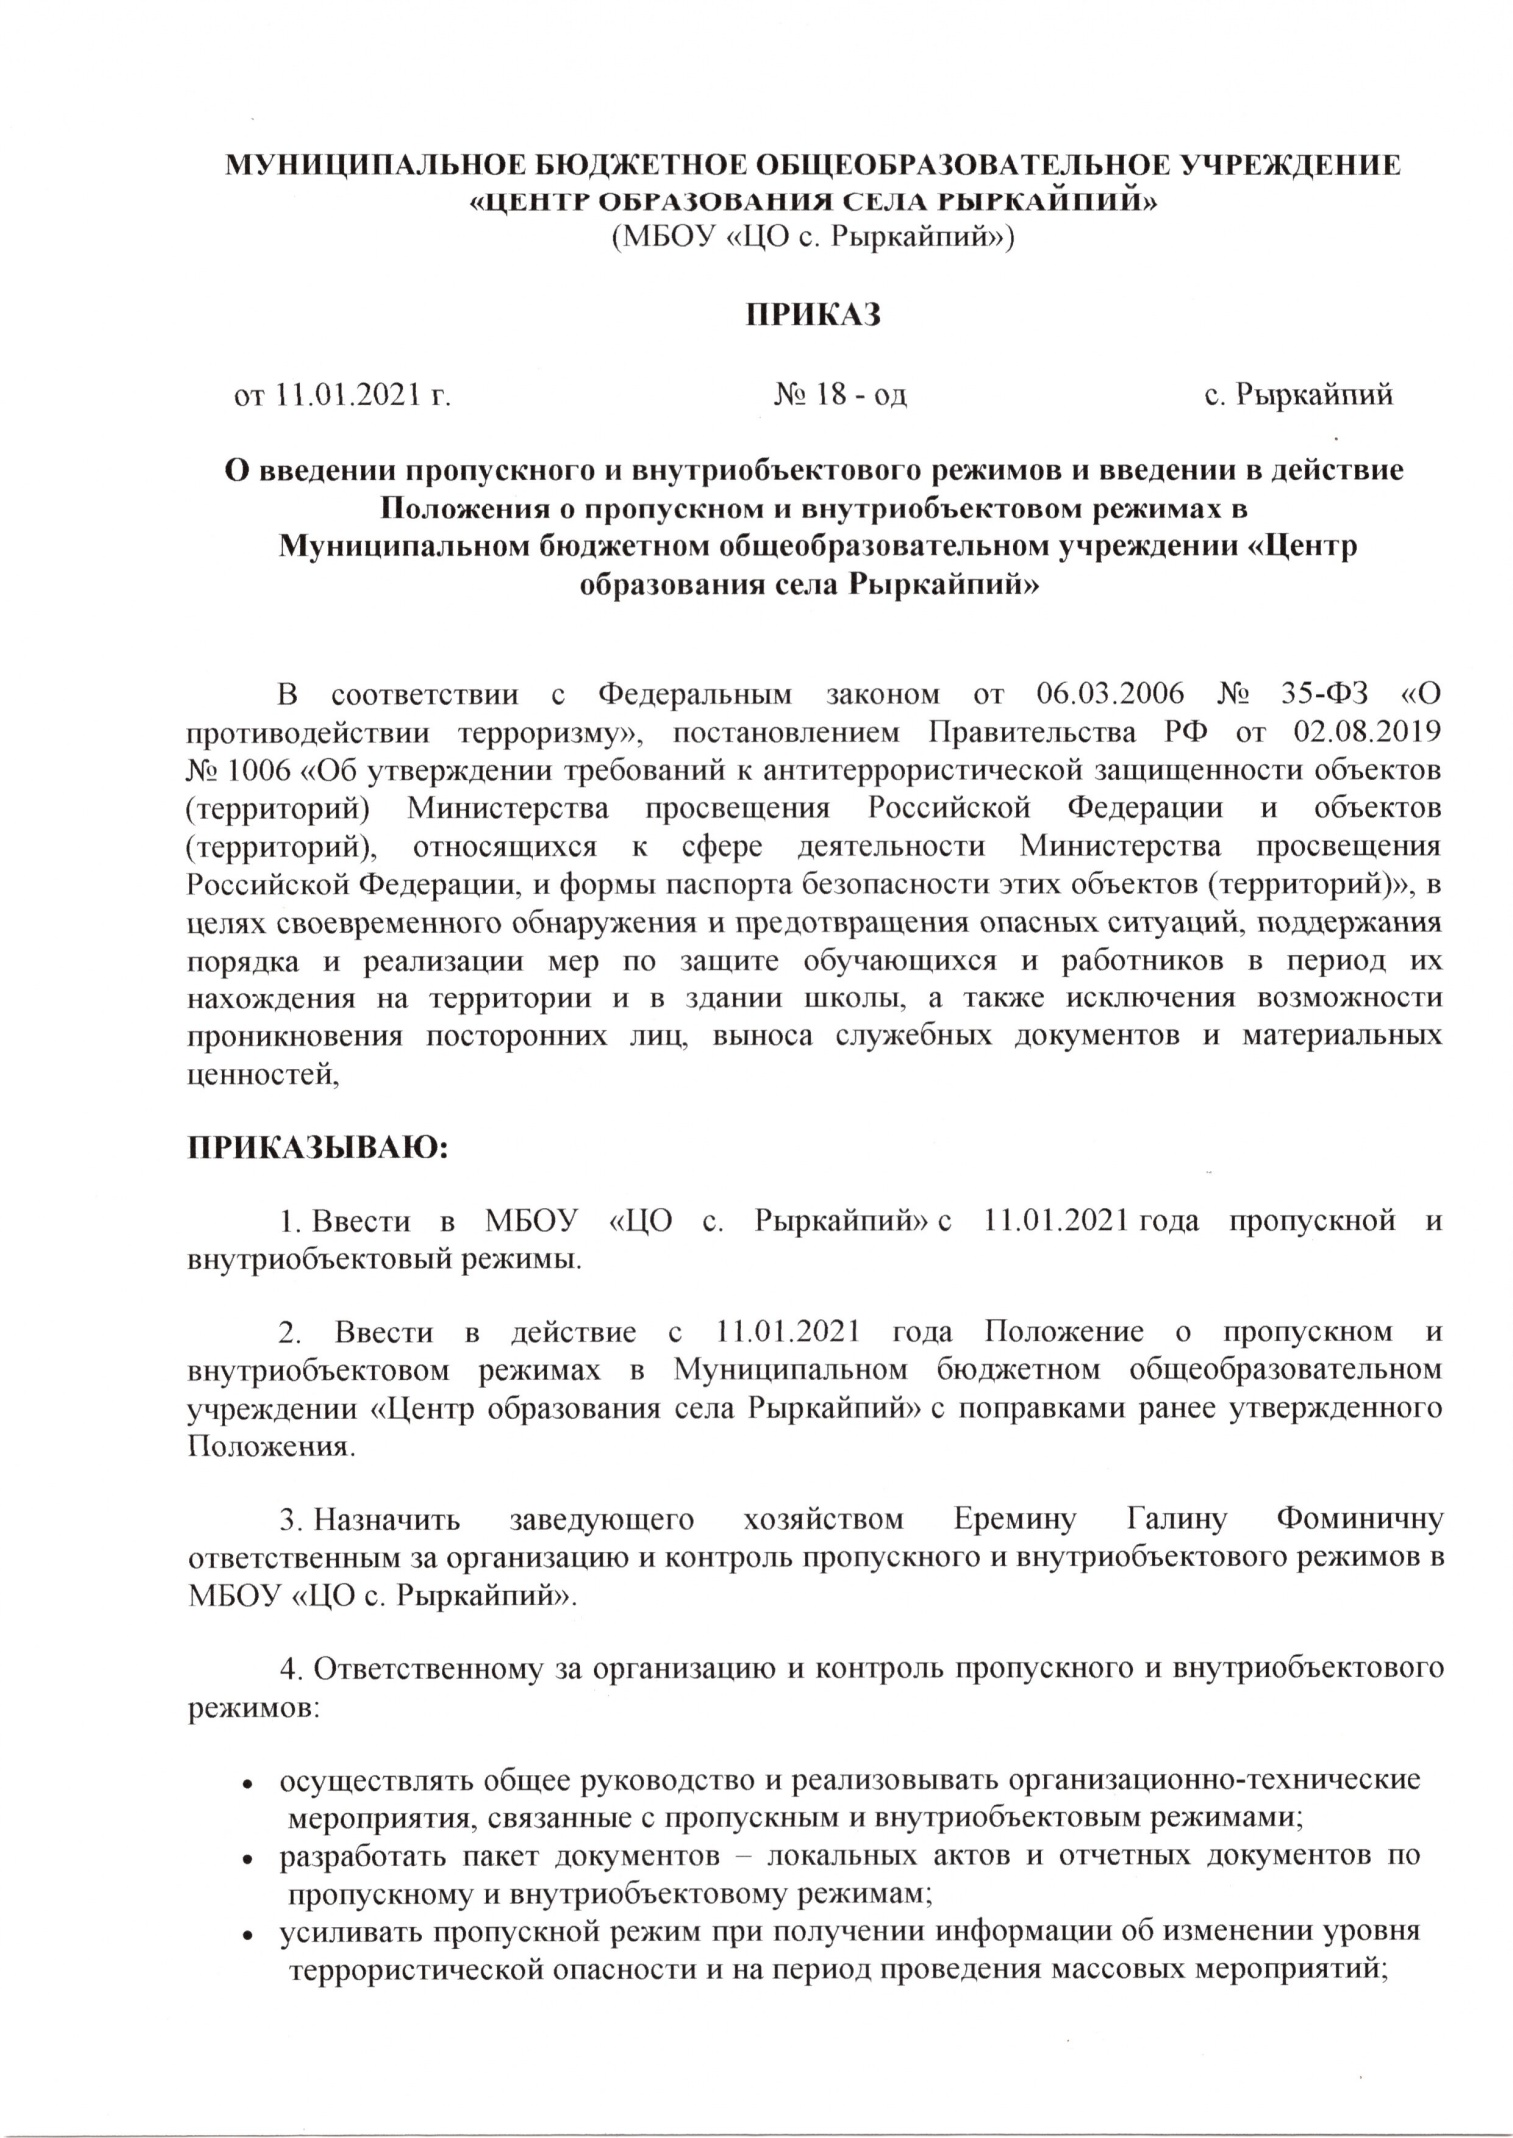 МУНИЦИПАЛЬНОЕ БЮДЖЕТНОЕ ОБЩЕОБРАЗОВАТЕЛЬНОЕ УЧРЕЖДЕНИЕ
«ЦЕНТР ОБРАЗОВАНИЯ СЕЛА РЫРКАЙПИЙ»
(МБОУ «ЦО с. Рыркайпий»)
ПРИКАЗ
от 11.01.2021 г. № 18 - од с. Рыркайпий
О введении пропускного и внутриобъектового режимов и введении в действие
Положения о пропускном и внутриобъектовом режимах в
Муниципальном бюджетном общеобразовательном учреждении «Центр
образования села Рыркайпий»
В соответствии с Федеральным законом от 06.03.2006 № 35-ФЗ «О
противодействии терроризму», постановлением Правительства РФ от 02.08.2019
№ 1006 «Об утверждении требований к антитеррористической защищенности объектов
(территорий) Министерства просвещения Российской Федерации и объектов
(территорий), относящихся к сфере деятельности Министерства просвещения
Российской Федерации, и формы паспорта безопасности этих объектов (территорий)», в
целях своевременного обнаружения и предотвращения опасных ситуаций, поддержания
порядка и реализации мер по защите обучающихся и работников в период их
нахождения на территории и в здании школы, а также исключения возможности
проникновения посторонних лиц, выноса служебных документов и материальных
ценностей,
ПРИКАЗЫВАЮ:
1. Ввести в МБОУ «ЦО с. Рыркайпий» с 11.01.2021 года пропускной и
внутриобъектовый режимы.
2. Ввести в действие с 11.01.2021 года Положение о пропускном и
внутриобъектовом режимах в Муниципальном бюджетном общеобразовательном
учреждении «Центр образования села Рыркайпий» с поправками ранее утвержденного
Положения.
3. Назначить заведующего хозяйством Еремину Галину Фоминичну
ответственным за организацию и контроль пропускного и внутриобъектового режимов в
МБОУ «ЦО с. Рыркайпий».
4. Ответственному за организацию и контроль пропускного и внутриобъектового
режимов:
• осуществлять общее руководство и реализовывать организационно-технические
мероприятия, связанные с пропускным и внутриобъектовым режимами;
• разработать пакет документов – локальных актов и отчетных документов по
пропускному и внутриобъектовому режимам;
• усиливать пропускной режим при получении информации об изменении уровня
террористической опасности и на период проведения массовых мероприятий;